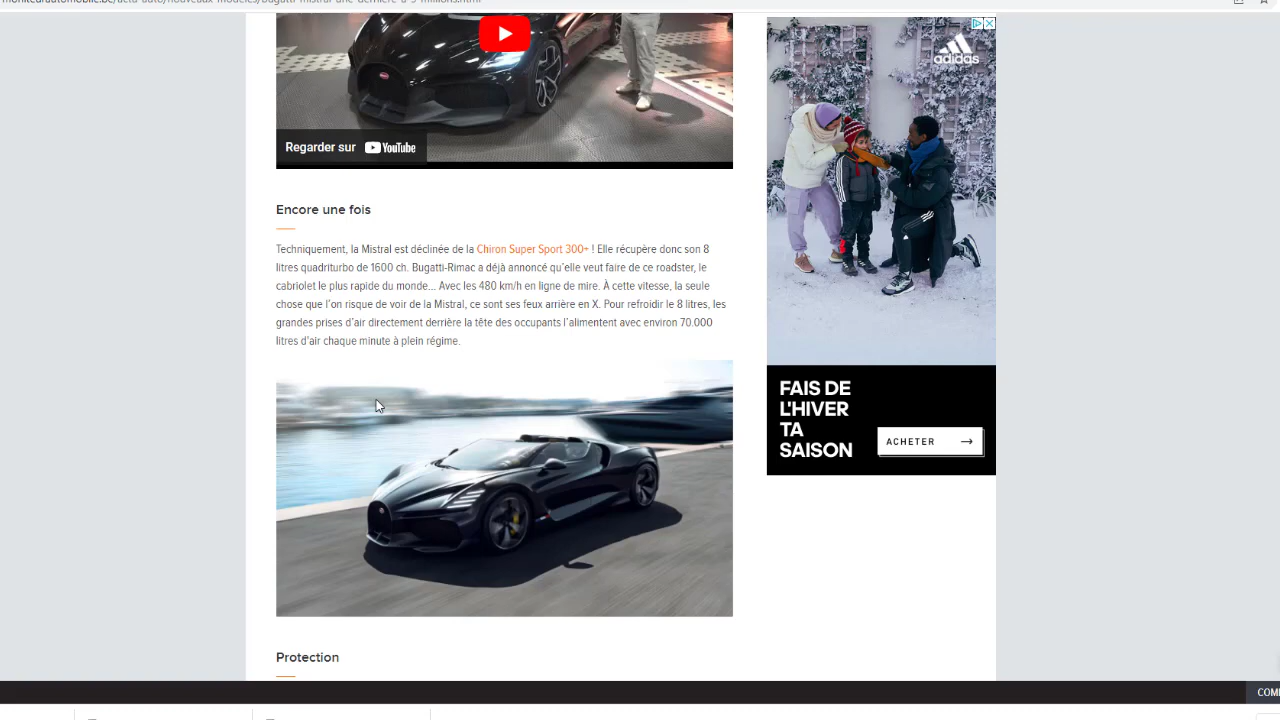 Regarder sur YouTube
Encore une fois
Techniquement, la Mistral est déclinée de la Chiron Super Sport 300+ ! Elle récupère donc son 8
litres quadriturbo de 1600 ch. Bugatti-Rimac a déjà annoncé qu'elle veut faire de ce roadster, le
cabriolet le plus rapide du monde... Avec les 480 km/h en ligne de mire. À cette vitesse, la seule
chose que l'on risque de voir de la Mistral, ce sont ses feux arrière en X. Pour refroidir le 8 litres, les
grandes prises d'air directement derrière la tête des occupants l'alimentent avec environ 70.000
litres d'air chaque minute à plein régime.
Protection
adidas
FAIS DE
L'HIVER
TA
SAISON
ACHETER